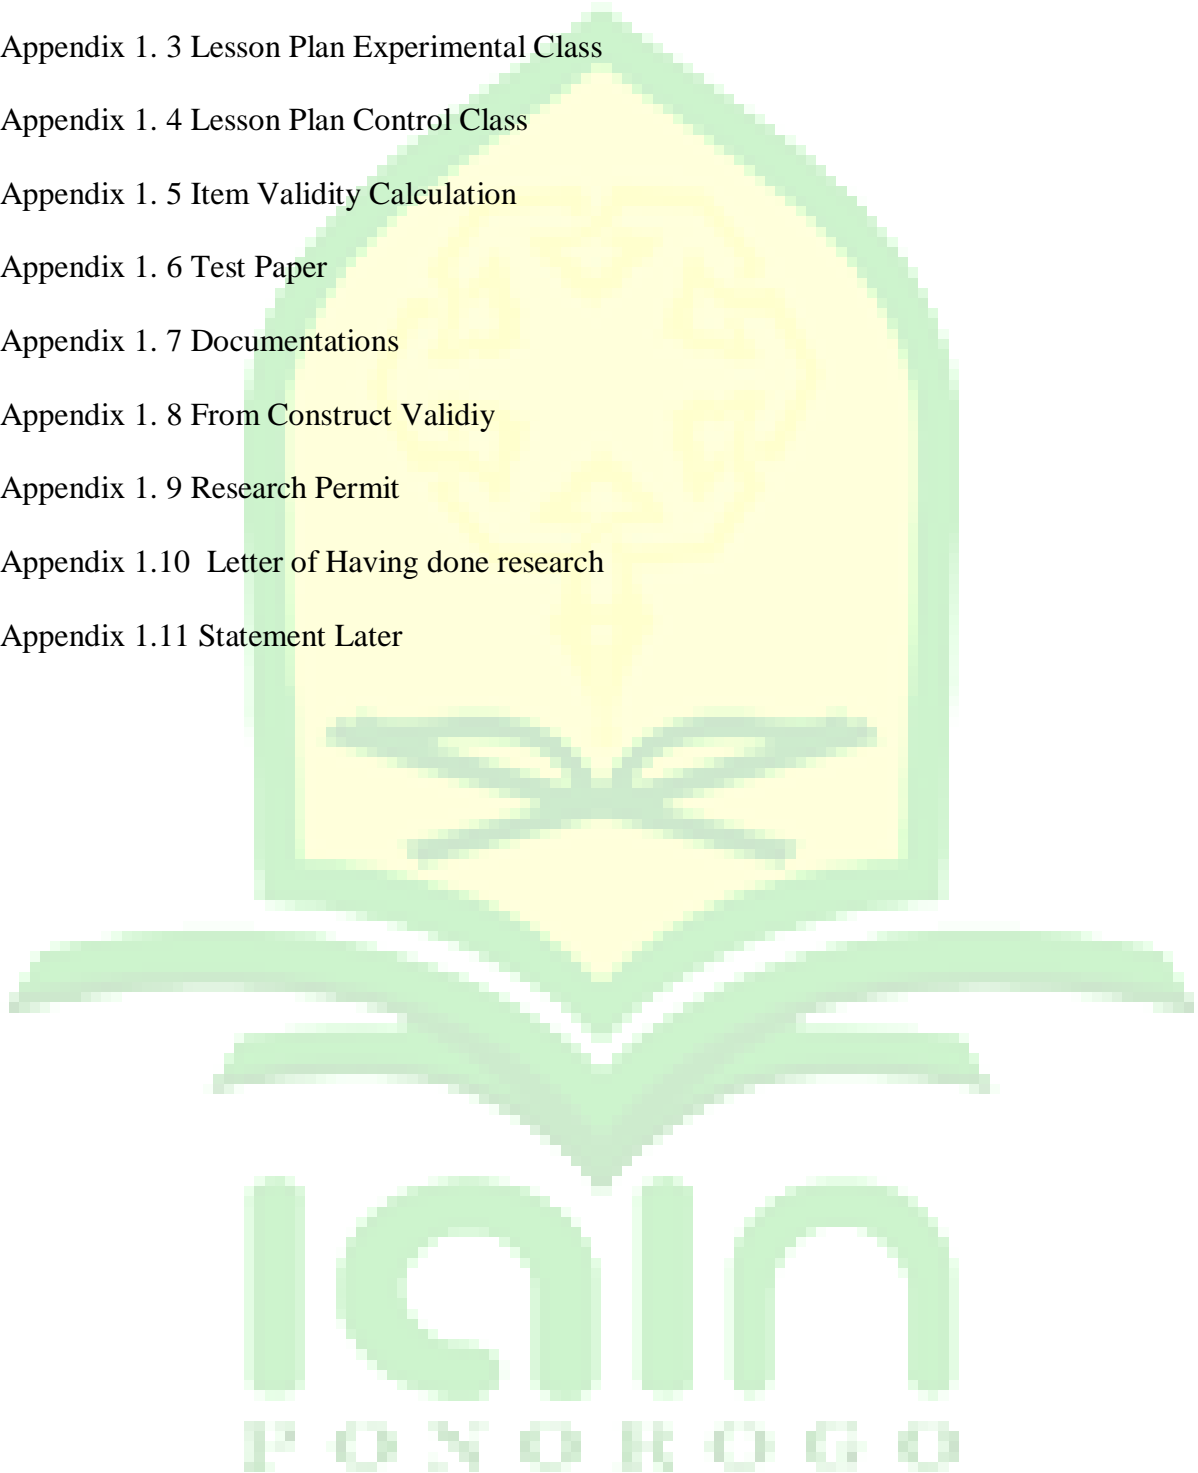 Appendix 1. 3 Lesson Plan Experimental Class
Appendix 1. 4 Lesson Plan Control Class
Appendix 1. 5 Item Validity Calculation
Appendix 1. 6 Test Paper
Appendix 1. 7 Documentations
Appendix 1. 8 From Construct Validiy
Appendix 1. 9 Research Permit
Appendix 1.10  Letter of Having done research
Appendix 1.11 Statement Later
iain
PONOROGO